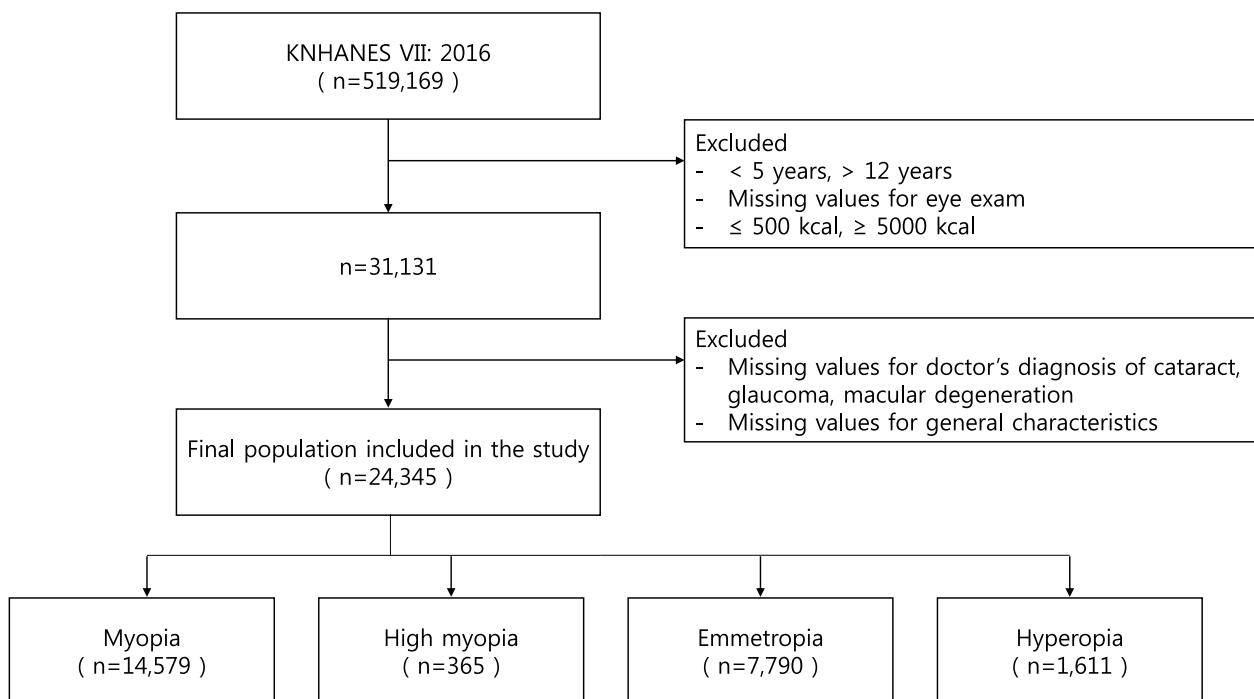 KNHANES VII: 2016
( n=519,169 )
Excluded
- < 5 years, > 12 years
- Missing values for eye exam
- ≤ 500 kcal, ≥ 5000 kcal
n=31,131
Excluded
- Missing values for doctor's diagnosis of cataract,
glaucoma, macular degeneration
- Missing values for general characteristics
Final population included in the study
( n=24,345 )
Myopia
( n=14,579 )
High myopia
( n=365 )
Emmetropia
( n=7,790 )
Hyperopia
( n=1,611 )